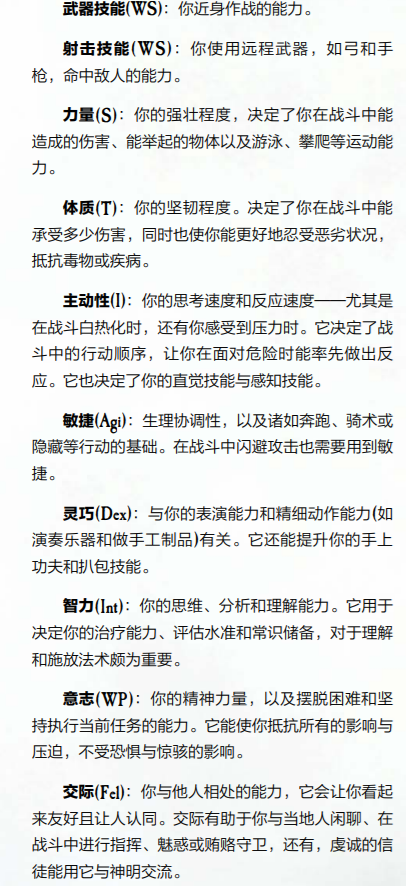 武器技能(WS)：你近身作战的能力。
射击技能(WS)：你使用远程武器，如弓和手
枪，命中敌人的能力。
力量(S)：你的强壮程度，决定了你在战斗中能
造成的伤害、能举起的物体以及游泳、攀爬等运动能
力。
体质(T)：你的坚韧程度。决定了你在战斗中能
承受多少伤害，同时也使你能更好地忍受恶劣状况，
抵抗毒物或疾病。
主动性(I)：你的思考速度和反应速度——尤其是
在战斗白热化时，还有你感受到压力时。它决定了战
斗中的行动顺序，让你在面对危险时能率先做出反
应。它也决定了你的直觉技能与感知技能。
敏捷(Agi)：生理协调性，以及诸如奔跑、骑术或
隐藏等行动的基础。在战斗中闪避攻击也需要用到敏
捷。
灵巧(Dex)：与你的表演能力和精细动作能力(如
演奏乐器和做手工制品)有关。它还能提升你的手上
功夫和扒包技能。
智力(Int)：你的思维、分析和理解能力。它用于
决定你的治疗能力、评估水准和常识储备，对于理解
和施放法术颇为重要。
意志(WP)：你的精神力量，以及摆脱困难和坚
持执行当前任务的能力。它能使你抵抗所有的影响与
压迫，不受恐惧与惊骇的影响。
交际(Fel)：你与他人相处的能力，它会让你看起
来友好且让人认同。交际有助于你与当地人闲聊、在
战斗中进行指挥、魅惑或贿赂守卫，还有，虔诚的信
徒能用它与神明交流。